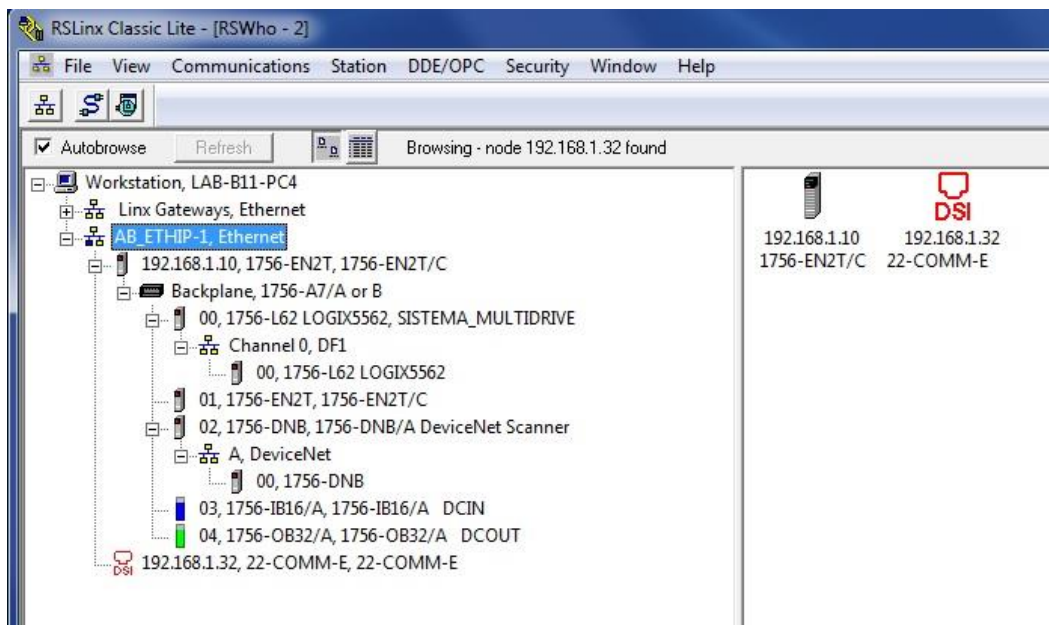 RSLinx Classic Lite - [RSWho - 2]
File View Communications Station DDE/OPC Security Window Help
Autobrowse Refresh Browsing - node 192.168.1.32 found
Workstation, LAB-B11-PC4
Linx Gateways, Ethernet
AB_ETHIP-1, Ethernet
192.168.1.10, 1756-EN2T, 1756-EN2T/C
Backplane, 1756-A7/A or B
00, 1756-L62 LOGIX5562, SISTEMA_MULTIDRIVE
Channel 0, DF1
00, 1756-L62 LOGIX5562
01, 1756-EN2T, 1756-EN2T/C
02, 1756-DNB, 1756-DNB/A DeviceNet Scanner
A, DeviceNet
00, 1756-DNB
03, 1756-IB16/A, 1756-IB16/A DCIN
04, 1756-OB32/A, 1756-OB32/A DCOUT
DSI 192.168.1.32, 22-COMM-E, 22-COMM-E
DSI
192.168.1.10 192.168.1.32
1756-EN2T/C 22-COMM-E